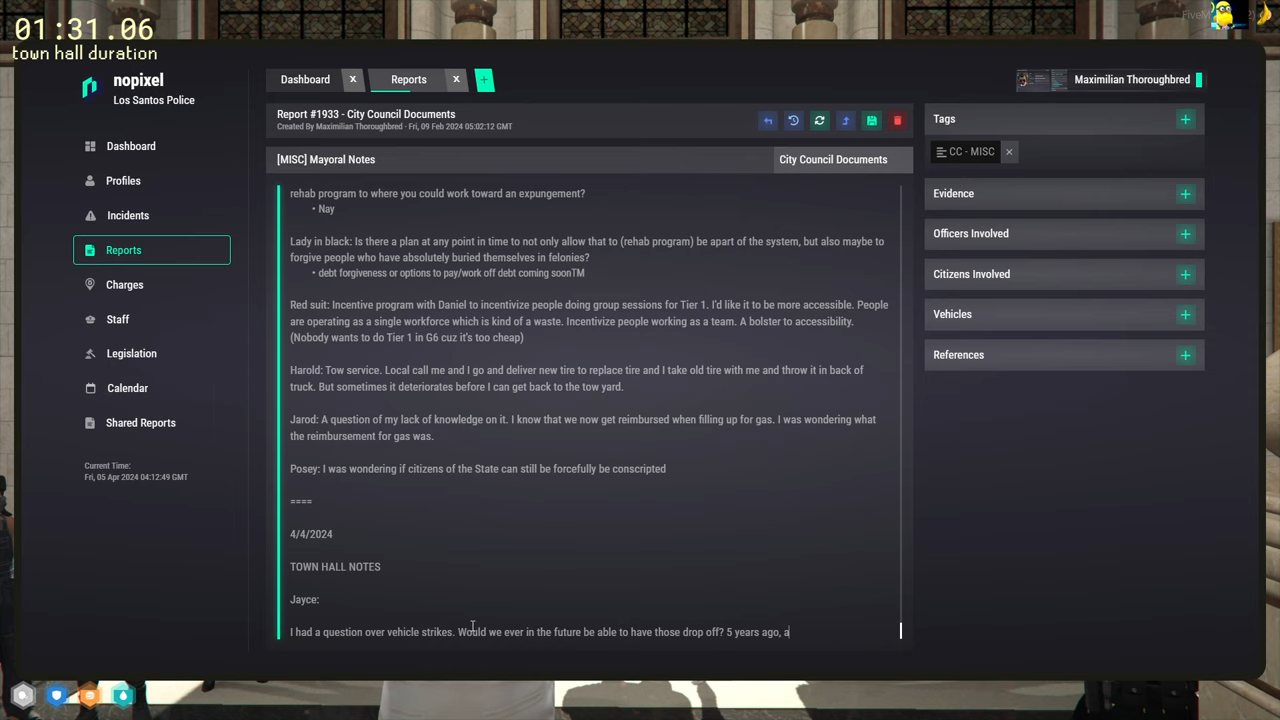 01:31.06
town hall duration
nopixel
Los Santos Police
Dashboard
Profiles
Incidents
Reports
Charges
Staff
Legislation
Calendar
Shared Reports
Current Time:
Fri, 05 Apr 2024 04:12:49 GMT
Dashboard x Reports x +
Maximilian Thoroughbred
Report #1933 - City Council Documents
Created By Maximilian Thoroughbred · Fri, 09 Feb 2024 05:02:12 GMT
[MISC] Mayoral Notes
City Council Documents
rehab program to where you could work toward an expungement?
• Nay
Lady in black: Is there a plan at any point in time to not only allow that to (rehab program) be apart of the system, but also maybe to
forgive people who have absolutely buried themselves in felonies?
• debt forgiveness or options to pay/work off debt coming soonTM
Red suit: Incentive program with Daniel to incentivize people doing group sessions for Tier 1. I'd like it to be more accessible. People
are operating as a single workforce which is kind of a waste. Incentivize people working as a team. A bolster to accessibility.
(Nobody wants to do Tier 1 in G6 cuz it's too cheap)
Harold: Tow service. Local call me and I go and deliver new tire to replace tire and I take old tire with me and throw it in back of
truck. But sometimes it deteriorates before I can get back to the tow yard.
Jarod: A question of my lack of knowledge on it. I know that we now get reimbursed when filling up for gas. I was wondering what
the reimbursement for gas was.
Posey: I was wondering if citizens of the State can still be forcefully be conscripted
====
4/4/2024
TOWN HALL NOTES
Jayce:
I had a question over vehicle strikes. Would we ever in the future be able to have those drop off? 5 years ago, a
Tags
CC - MISC x
Evidence
Officers Involved
Citizens Involved
Vehicles
References